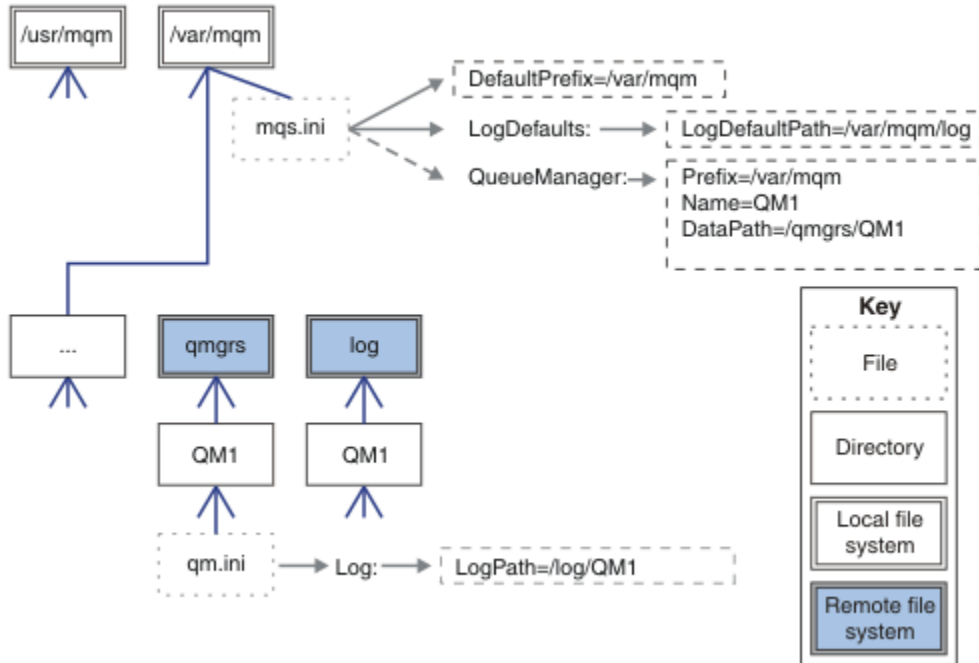 /usr/mqm
/var/mqm
mqs.ini
DefaultPrefix=/var/mqm
LogDefaults:
LogDefaultPath=/var/mqm/log
QueueManager:
Prefix=/var/mqm
Name=QM1
DataPath=/qmgrs/QM1
...
qmgrs
log
QM1
QM1
qm.ini
Log:
LogPath=/log/QM1
Key
File
Directory
Local file
system
Remote file
system